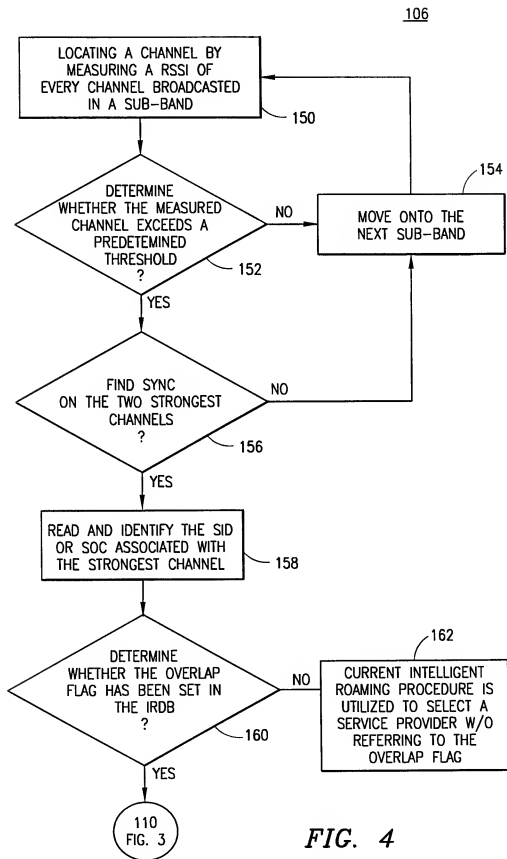 106
LOCATING A CHANNEL BY
MEASURING A RSSI OF
EVERY CHANNEL BROADCASTED
IN A SUB-BAND
150
DETERMINE
WHETHER THE MEASURED
CHANNEL EXCEEDS A
PREDETEMINED
THRESHOLD
?
152
NO
YES
154
MOVE ONTO THE
NEXT SUB-BAND
FIND SYNC
ON THE TWO STRONGEST
CHANNELS
?
156
NO
YES
READ AND IDENTIFY THE SID
OR SOC ASSOCIATED WITH
THE STRONGEST CHANNEL
158
DETERMINE
WHETHER THE OVERLAP
FLAG HAS BEEN SET IN
THE IRDB
?
160
NO
YES
162
CURRENT INTELLIGENT
ROAMING PROCEDURE IS
UTILIZED TO SELECT A
SERVICE PROVIDER W/O
REFERRING TO THE
OVERLAP FLAG
110
FIG. 3
FIG. 4